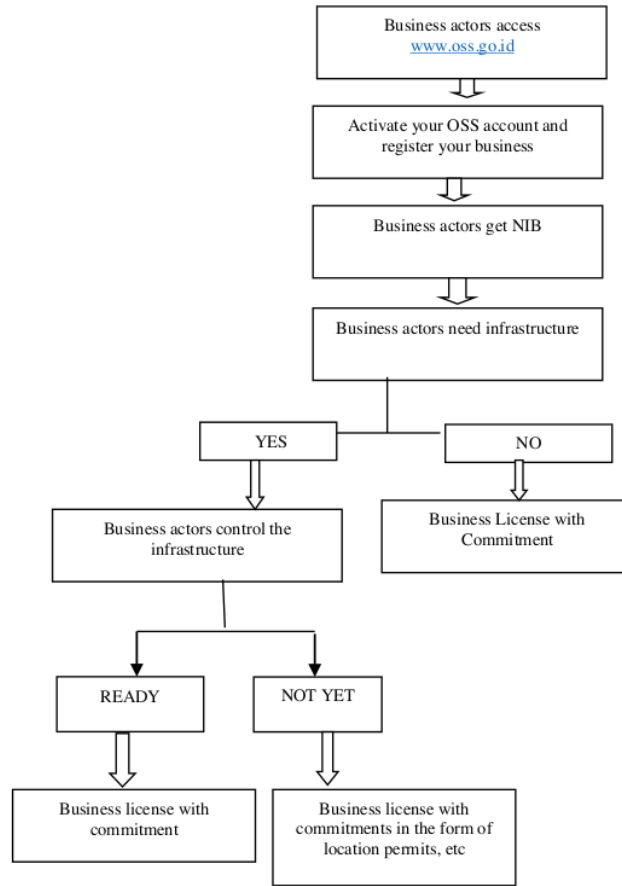 Business actors access
www.oss.go.id
Activate your OSS account and
register your business
Business actors get NIB
Business actors need infrastructure
YES
NO
Business actors control the
infrastructure
Business License with
Commitment
READY
NOT YET
Business license with
commitment
Business license with
commitments in the form of
location permits, etc